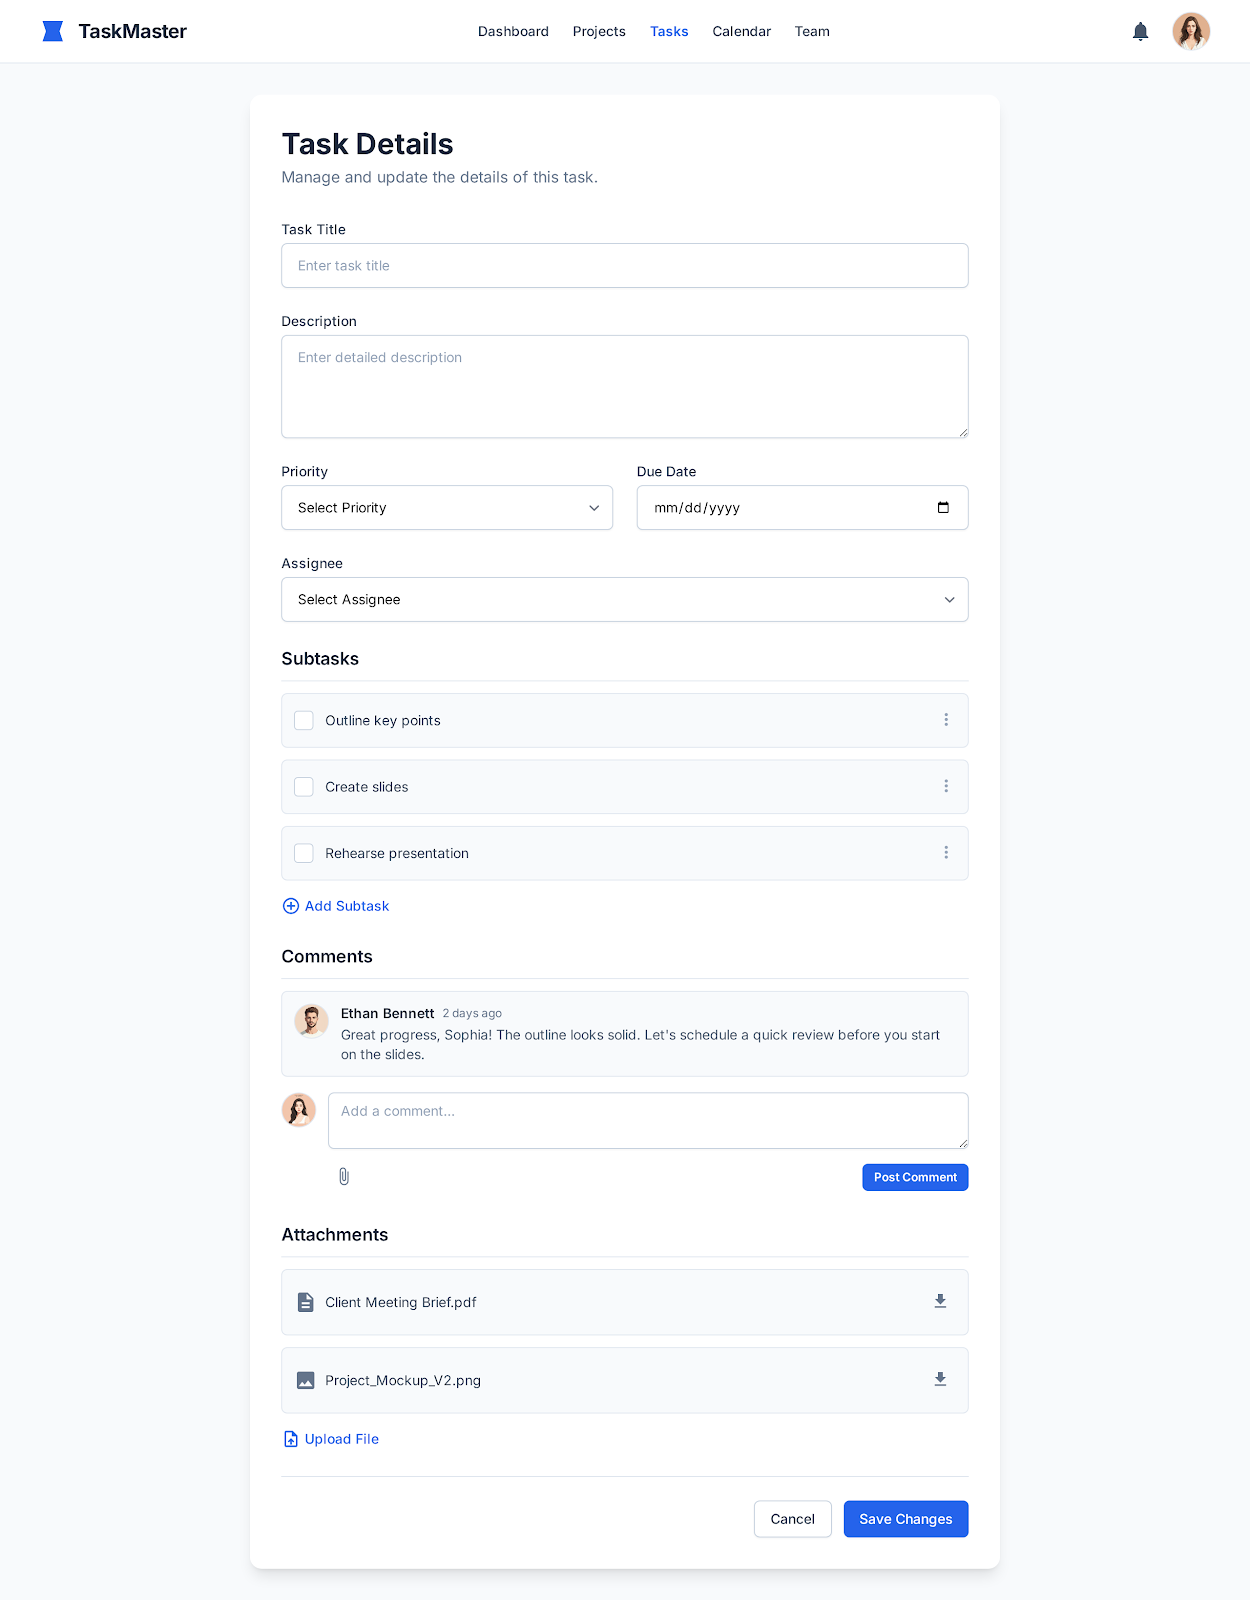 TaskMaster
Dashboard Projects Tasks Calendar Team
Task Details
Manage and update the details of this task.
Task Title
Enter task title
Description
Enter detailed description
Priority Due Date
Select Priority mm/dd/yyyy
Assignee
Select Assignee
Subtasks
Outline key points
Create slides
Rehearse presentation
Add Subtask
Comments
Ethan Bennett 2 days ago
Great progress, Sophia! The outline looks solid. Let's schedule a quick review before you start
on the slides.
Add a comment...
Post Comment
Attachments
Client Meeting Brief.pdf
Project_Mockup_V2.png
Upload File
Cancel Save Changes